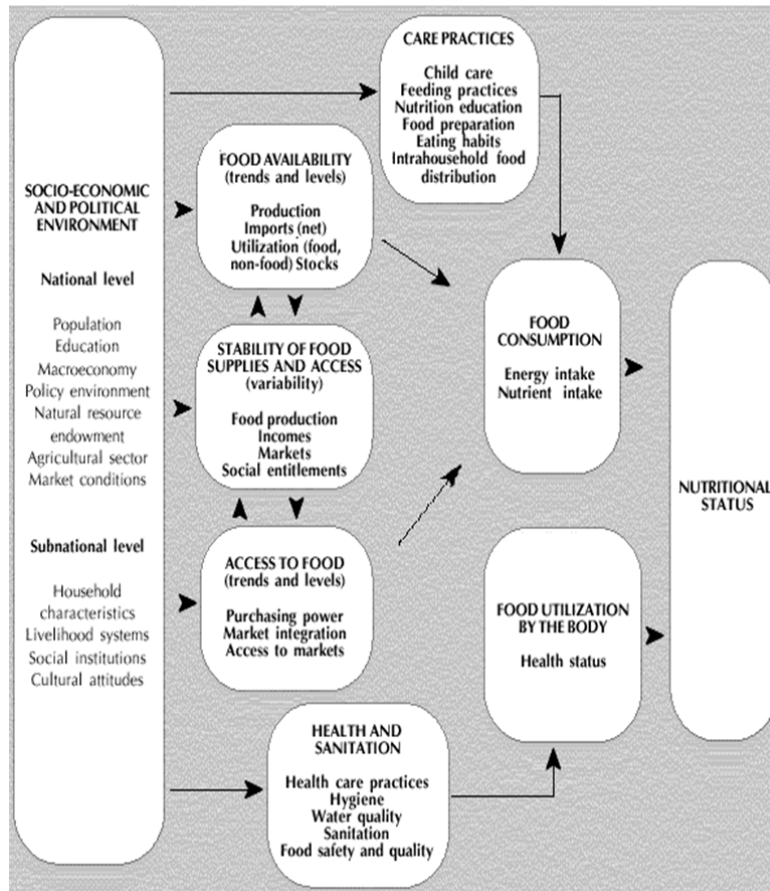 SOCIO-ECONOMIC
AND POLITICAL
ENVIRONMENT
National level
Population
Education
Macroeconomy
Policy environment
Natural resource
endowment
Agricultural sector
Market conditions
Subnational level
Household
characteristics
Livelihood systems
Social institutions
Cultural attitudes
CARE PRACTICES
Child care
Feeding practices
Nutrition education
Food preparation
Eating habits
Intrahousehold food
distribution
FOOD AVAILABILITY
(trends and levels)
Production
Imports (net)
Utilization (food,
non-food) Stocks
STABILITY OF FOOD
SUPPLIES AND ACCESS
(variability)
Food production
Incomes
Markets
Social entitlements
ACCESS TO FOOD
(trends and levels)
Purchasing power
Market integration
Access to markets
HEALTH AND
SANITATION
Health care practices
Hygiene
Water quality
Sanitation
Food safety and quality
FOOD
CONSUMPTION
Energy intake
Nutrient intake
FOOD UTILIZATION
BY THE BODY
Health status
NUTRITIONAL
STATUS